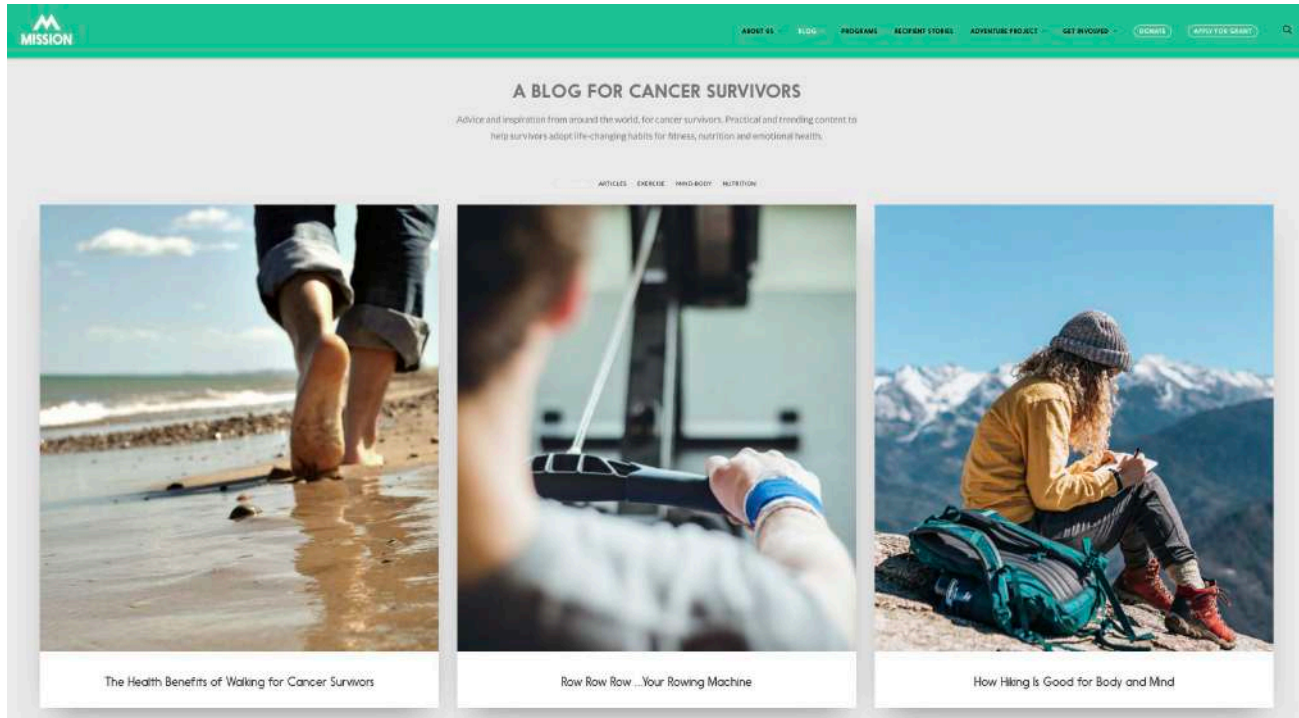 MISSION
ABOUT US BLOG PROGRAMS RECIPIENT STORIES ADVENTURE PROJECT GET INVOLVED DONATE APPLY FOR GRANT
A BLOG FOR CANCER SURVIVORS
Advice and inspiration from around the world, for cancer survivors. Practical and trending content to
help survivors adopt life-changing habits for fitness, nutrition and emotional health.
ARTICLES EXERCISE MIND-BODY NUTRITION
The Health Benefits of Walking for Cancer Survivors
Row Row Row ...Your Rowing Machine
How Hiking Is Good for Body and Mind